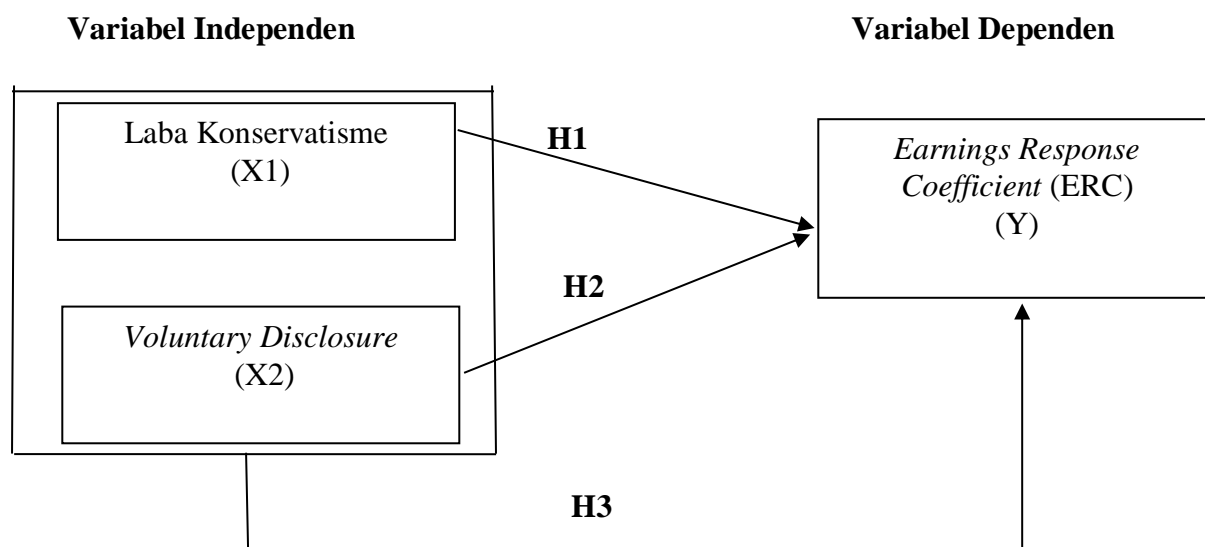 Variabel Independen
Variabel Dependen
Laba Konservatisme
(X1)
H1
Earnings Response
Coefficient (ERC)
(Y)
H2
Voluntary Disclosure
(X2)
H3